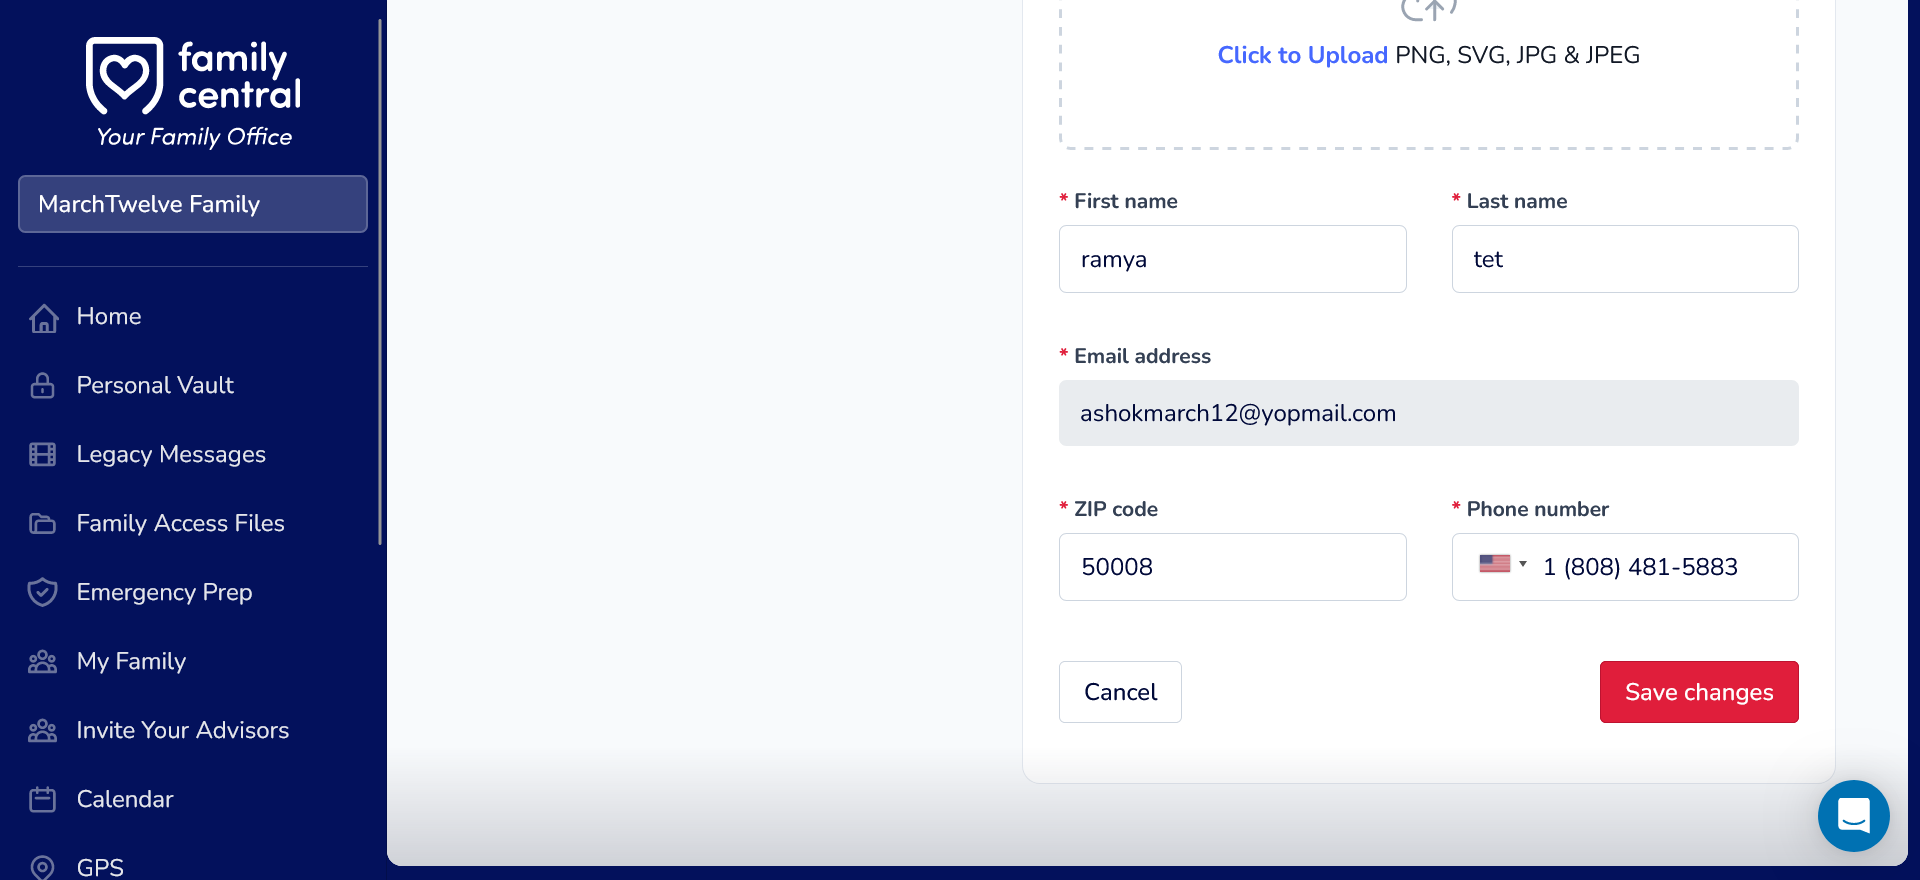 family
central
Your Family Office
MarchTwelve Family
Home
Personal Vault
Legacy Messages
Family Access Files
Emergency Prep
My Family
Invite Your Advisors
Calendar
GPS
Click to Upload PNG, SVG, JPG & JPEG
* First name
ramya
* Last name
tet
* Email address
ashokmarch12@yopmail.com
* ZIP code
50008
* Phone number
1 (808) 481-5883
Cancel
Save changes